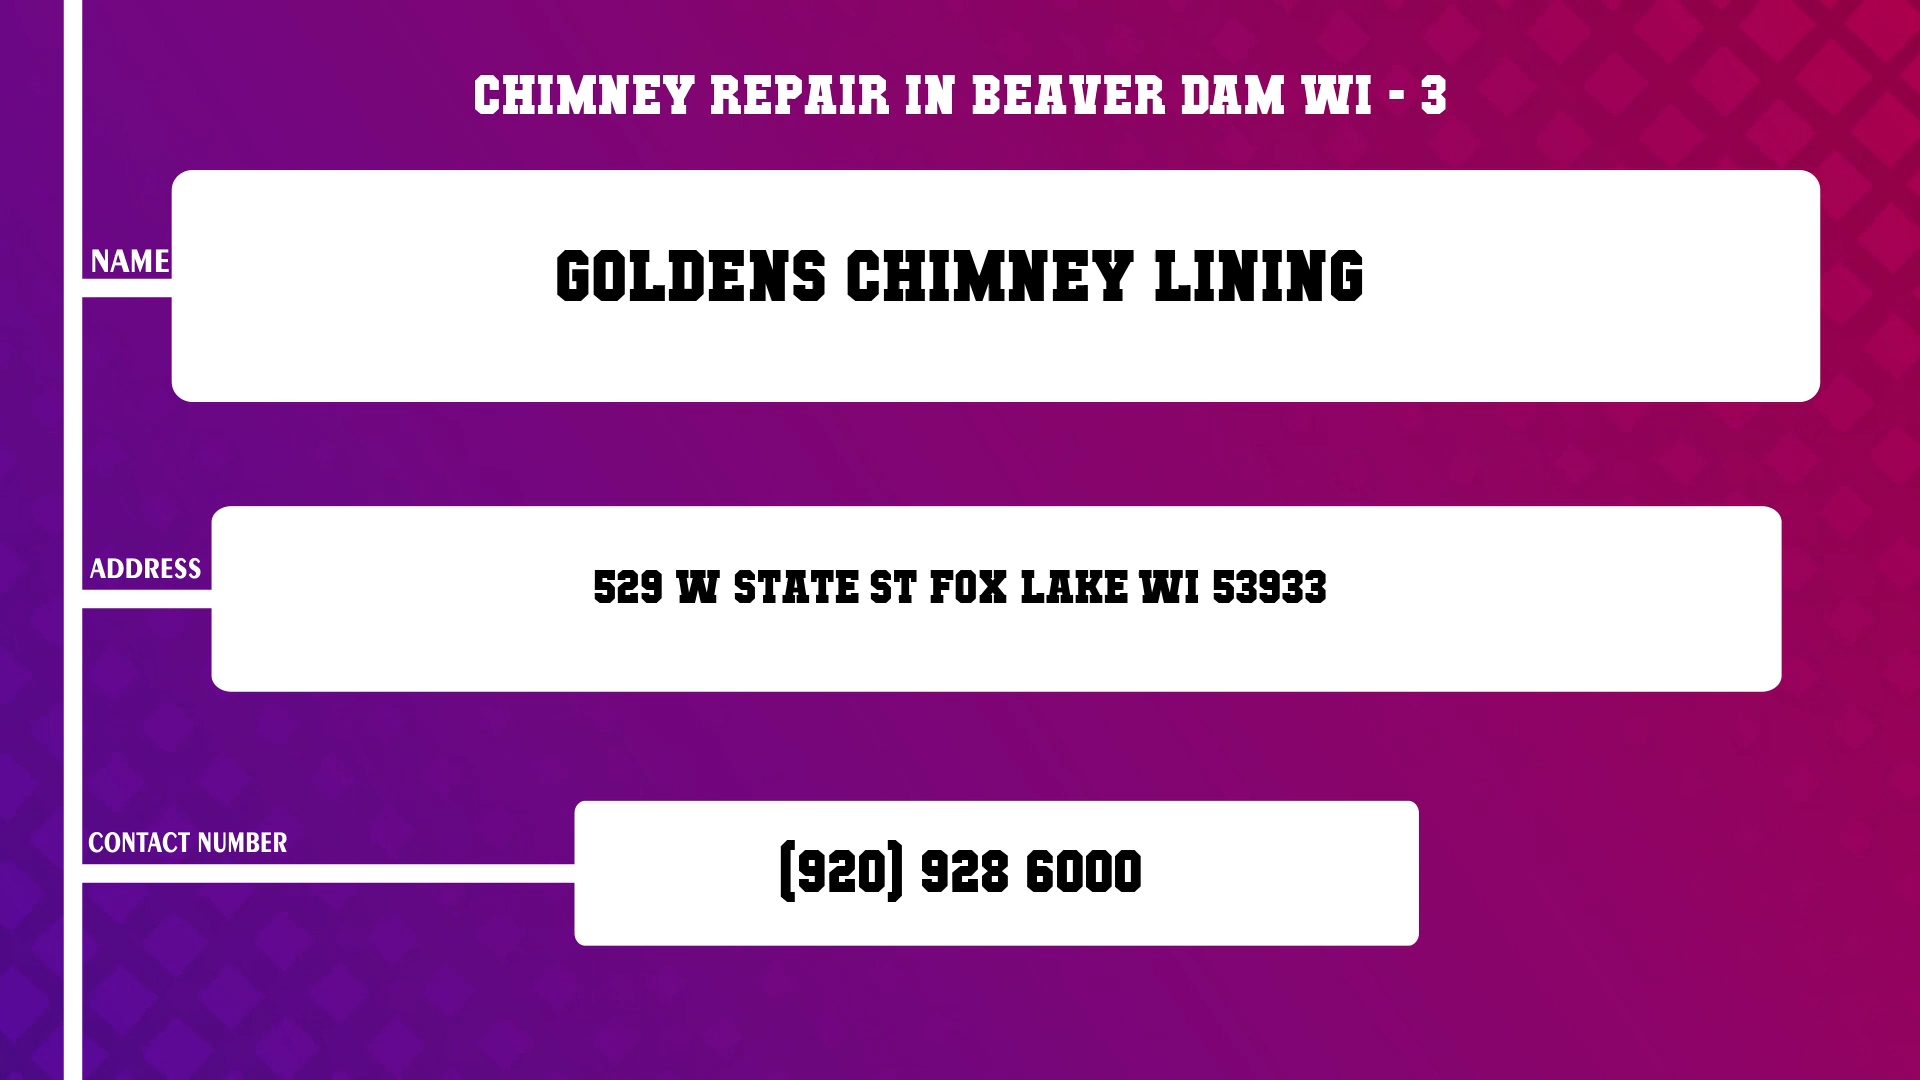 CHIMNEY REPAIR IN BEAVER DAM WI - 3
NAME
GOLDENS CHIMNEY LINING
ADDRESS
529 W STATE ST FOX LAKE WI 53933
CONTACT NUMBER
(920) 928 6000